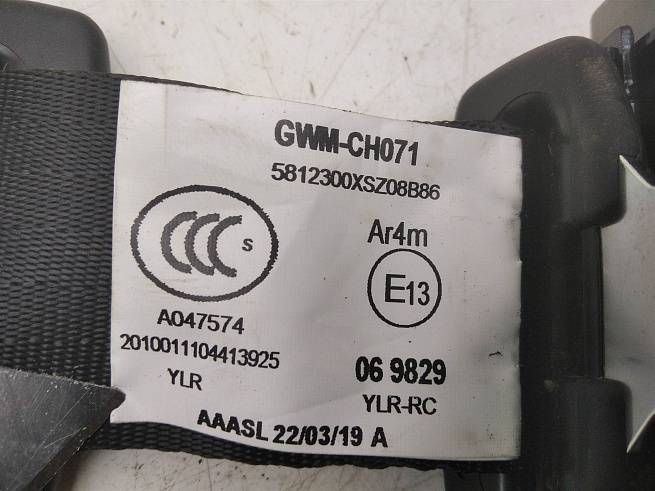 GWM-CH071
5812300XSZ08B86
CCC S
Ar4m
E13
A047574
2010011104413925
06 9829
YLR
YLR-RC
AAASL 22/03/19 A